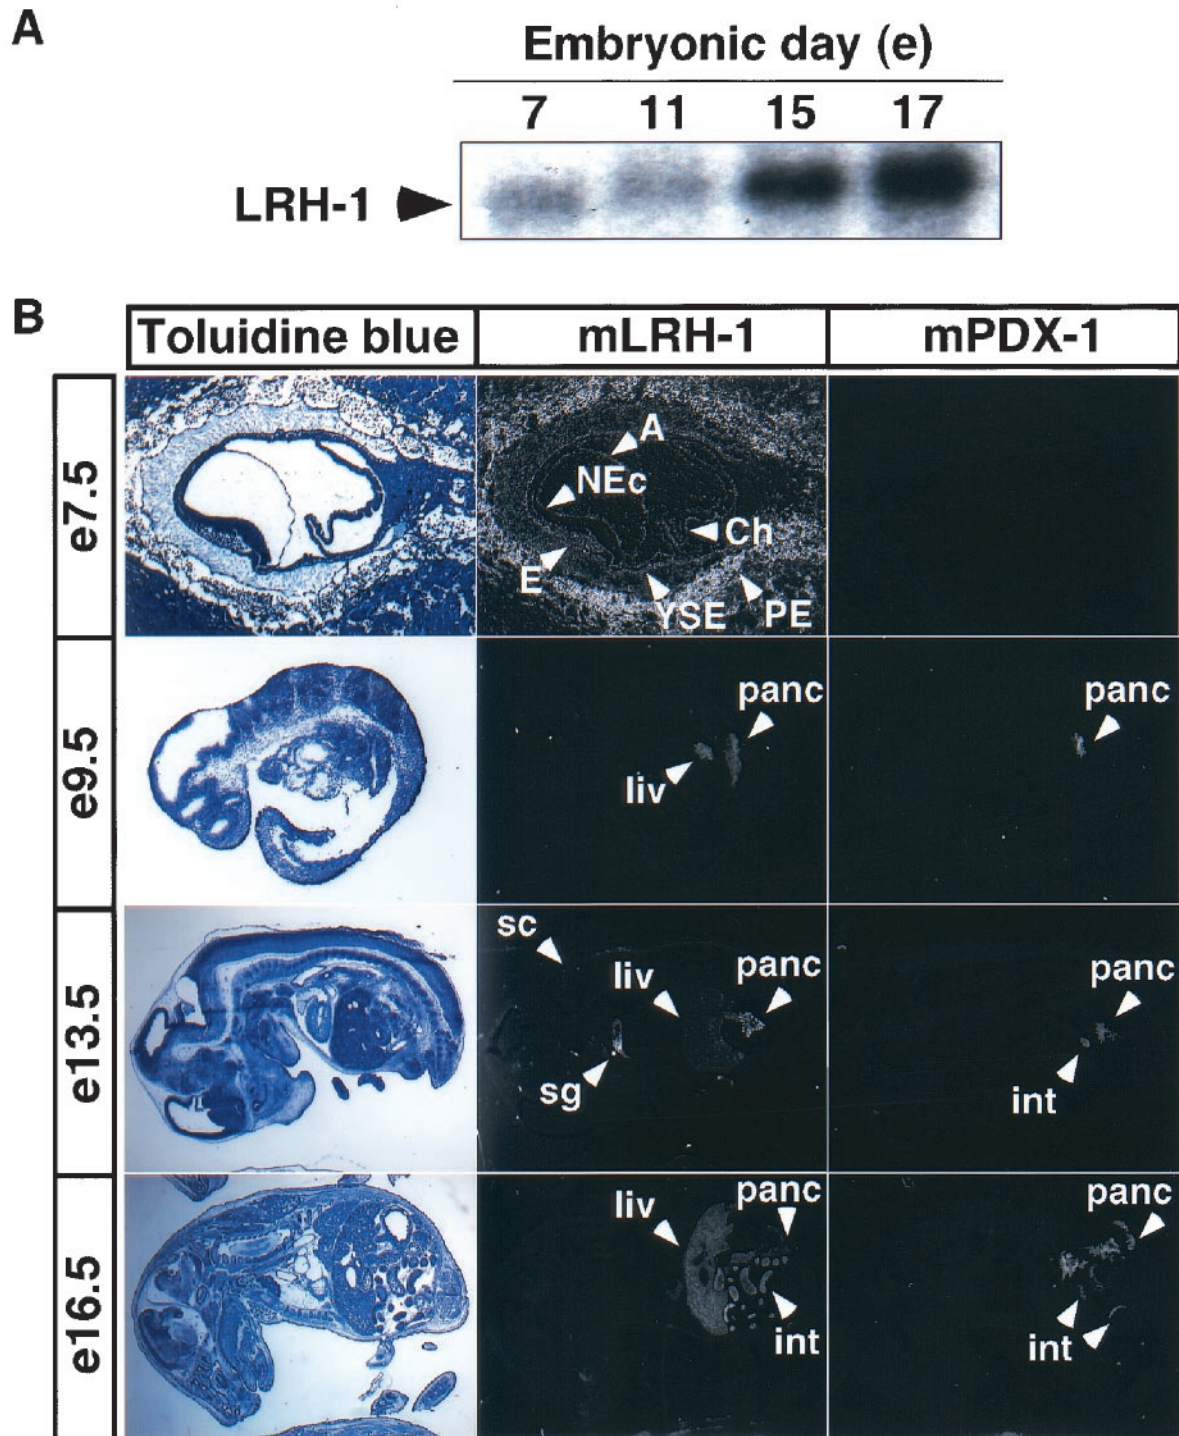 A
Embryonic day (e)
7 11 15 17
LRH-1
B
Toluidine blue mLRH-1 mPDX-1
e7.5
A
NEc
Ch
E
YSE
PE
e9.5
panc
liv
panc
e13.5
sc
liv
panc
sg
panc
int
e16.5
liv
panc
int
panc
int